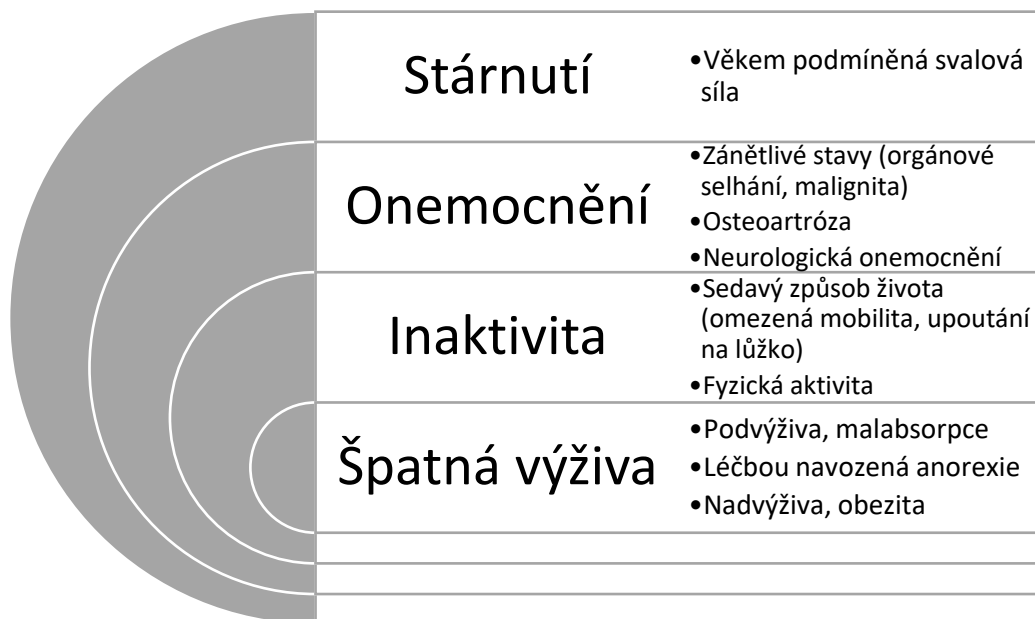 Stárnutí
•Věkem podmíněná svalová
síla
Onemocnění
•Zánětlivé stavy (orgánové
selhání, malignita)
•Osteoartróza
•Neurologická onemocnění
Inaktivita
•Sedavý způsob života
(omezená mobilita, upoutání
na lůžko)
•Fyzická aktivita
Špatná výživa
•Podvýživa, malabsorpce
•Léčbou navozená anorexie
•Nadvýživa, obezita